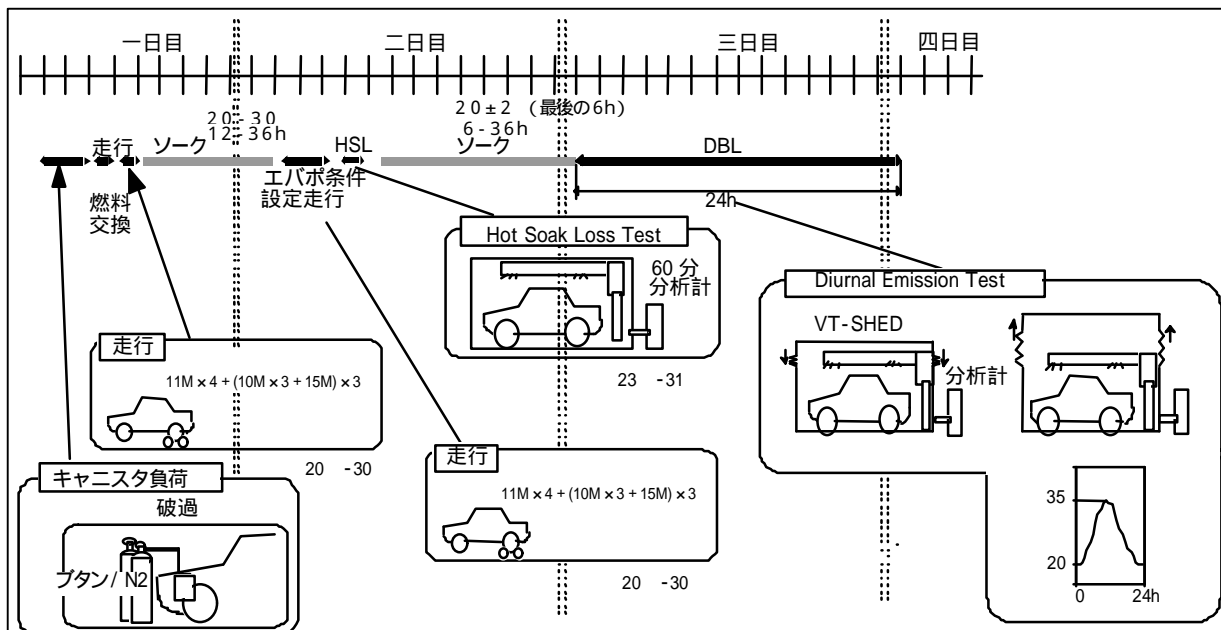 一日目
二日目
三日目
四日目
20-30
12-36h
20±2 (最後の6h)
6-36h
走行
ソーク
HSL
ソーク
DBL
燃料
交換
エバポ条件
設定走行
24h
Hot Soak Loss Test
60分
分析計
23 -31
Diurnal Emission Test
VT-SHED
分析計
35
20
0
24h
走行
11M×4+(10M×3+15M)×3
20 -30
走行
11M×4+(10M×3+15M)×3
20 -30
キャニスタ負荷
破過
ブタン/N2